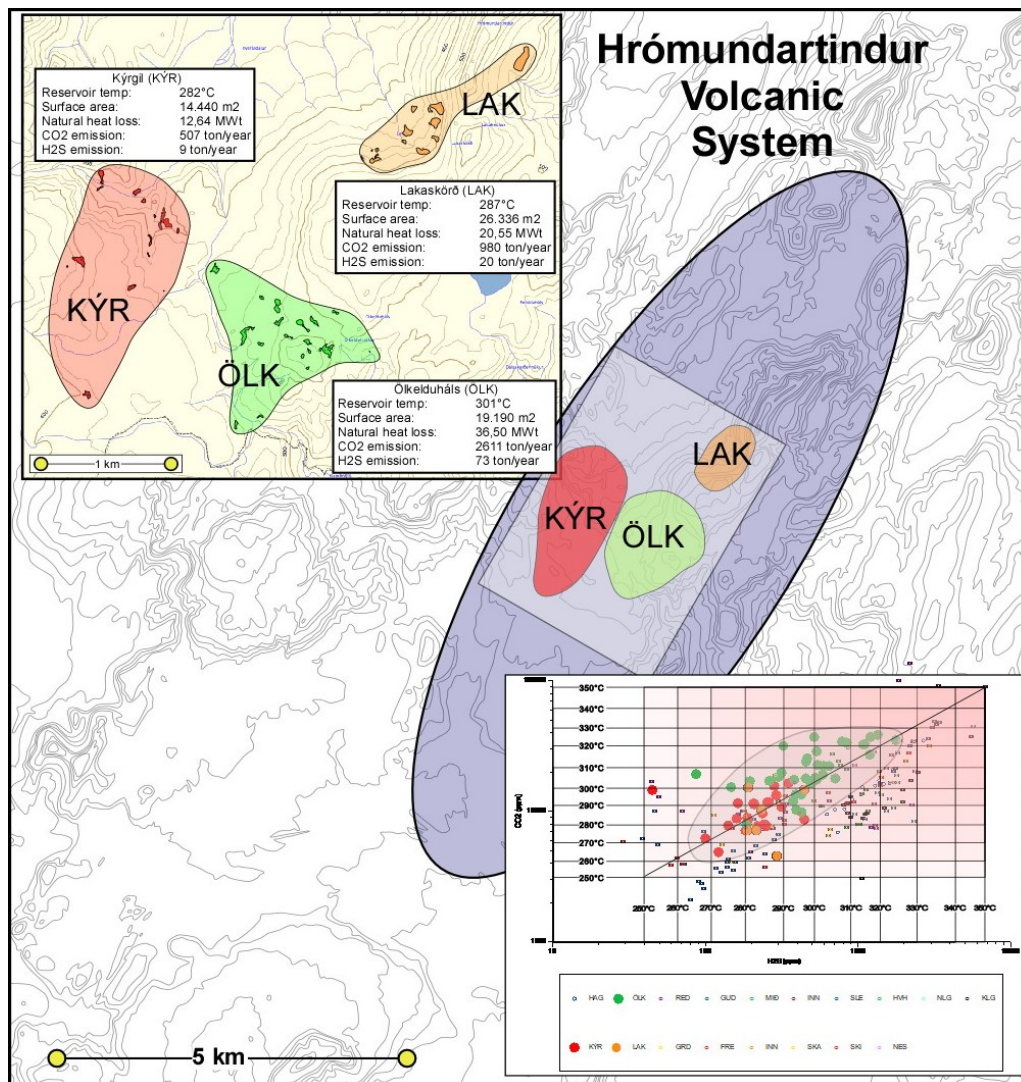 Hrómundartindur
Volcanic
System
Kýrgil (KÝR)
Reservoir temp: 282°C
Surface area: 14.440 m2
Natural heat loss: 12,64 MWt
CO2 emission: 507 ton/year
H2S emission: 9 ton/year
LAK
Lakaskörð (LAK)
Reservoir temp: 287°C
Surface area: 26.336 m2
Natural heat loss: 20,55 MWt
CO2 emission: 980 ton/year
H2S emission: 20 ton/year
KÝR
ÖLK
Ölkelduháls (ÖLK)
Reservoir temp: 301°C
Surface area: 19.190 m2
Natural heat loss: 36,50 MWt
CO2 emission: 2611 ton/year
H2S emission: 73 ton/year
1 km
LAK
KÝR
ÖLK
350°C
340°C
330°C
320°C
310°C
300°C
290°C
280°C
270°C
260°C
250°C
250°C 260°C 270°C 280°C 290°C 300°C 310°C 320°C 330°C 340°C 350°C
CO2 (ppm)
H2S (ppm)
HAG ÖLK RED GUD MIÐ INN SLE HVH NLG KLG
KÝR LAK GRD FRE INN SKA SKI NES
5 km